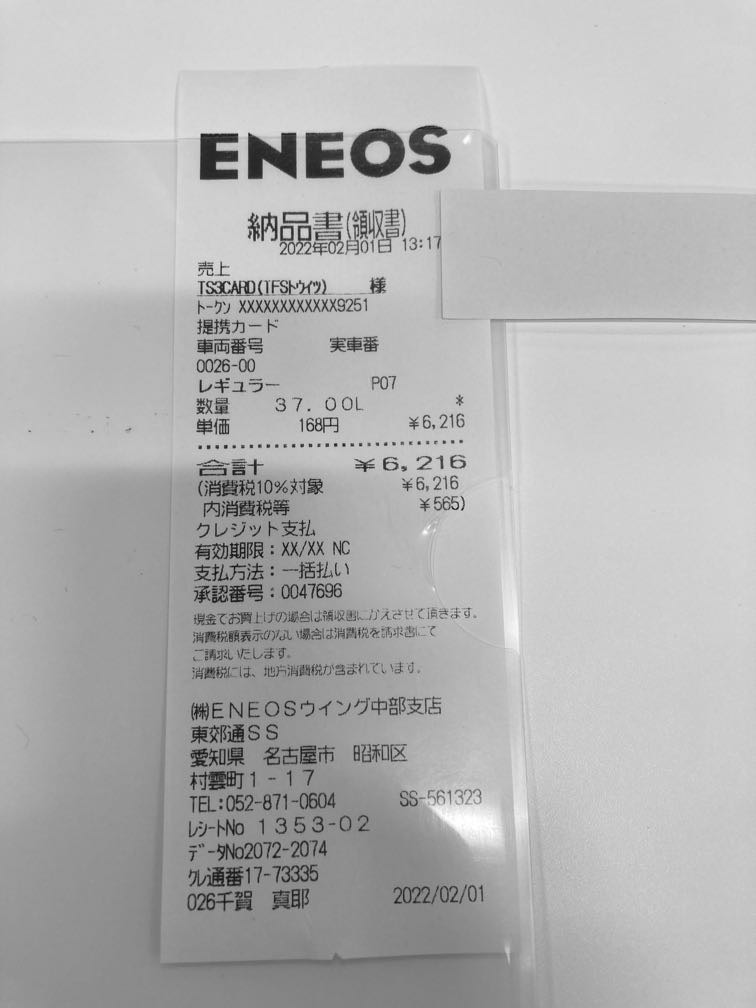 ENEOS
納品書(領収書)
2022年02月01日 13:17
売上
TS3CARD(TFSトウイツ) 様
トークン XXXXXXXXXXXX9251
提携カード
車両番号 実車番
0026-00
レギュラー P07
数量 37.00L *
単価 168円 ¥6,216
合計 ¥6,216
(消費税10%対象 ¥6,216
内消費税等 ¥565)
クレジット支払
有効期限:XX/XX NC
支払方法:一括払い
承認番号:0047696
現金でお買上げの場合は領収書にかえさせて頂きます。
消費税額表示のない場合は消費税を請求書にて
ご請求いたします。
消費税には、地方消費税が含まれています。
㈱ENEOSウイング中部支店
東郊通SS
愛知県 名古屋市 昭和区
村雲町1-17
TEL:052-871-0604 SS-561323
レシートNo 1353-02
データNo2072-2074
クレ通番17-73335
026千賀 真耶 2022/02/01